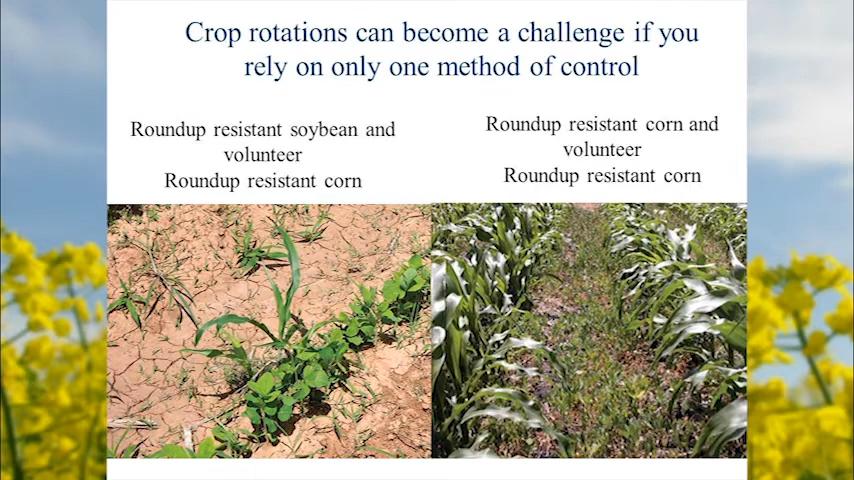 Crop rotations can become a challenge if you
rely on only one method of control
Roundup resistant soybean and
volunteer
Roundup resistant corn
Roundup resistant corn and
volunteer
Roundup resistant corn